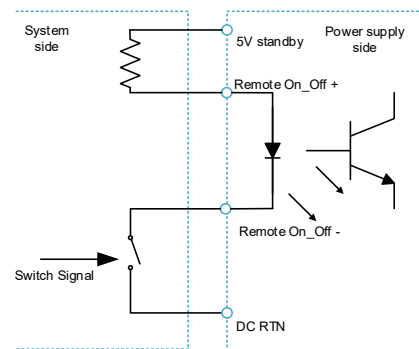 System
side
5V standby
Power supply
side
Remote On_Off +
Remote On_Off -
Switch Signal
DC RTN